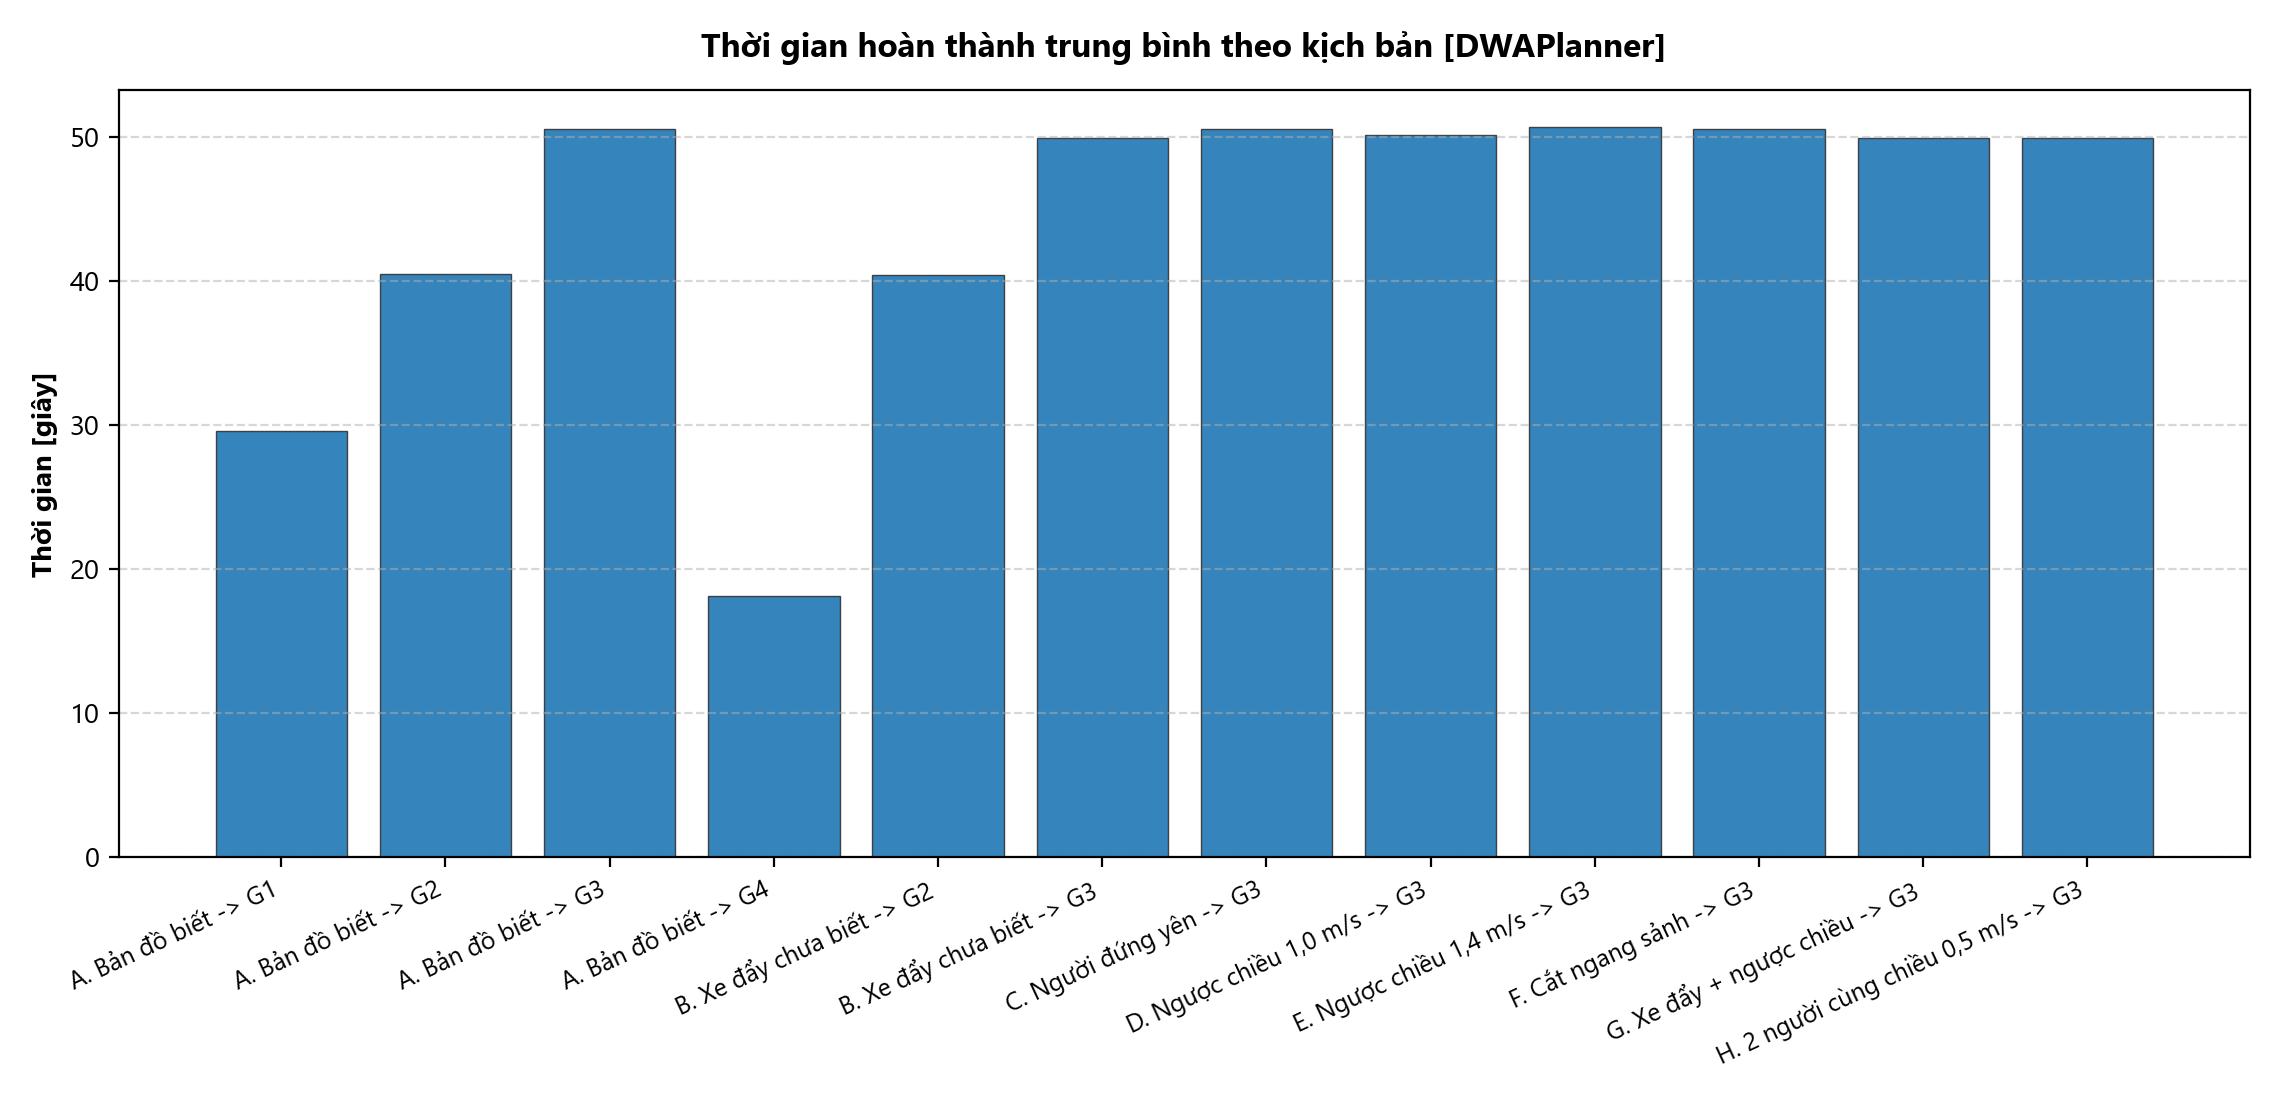 Thời gian hoàn thành trung bình theo kịch bản [DWAPlanner]
Thời gian [giây]
50
40
30
20
10
0
A. Bản đồ biết -> G1
A. Bản đồ biết -> G2
A. Bản đồ biết -> G3
A. Bản đồ biết -> G4
B. Xe đẩy chưa biết -> G2
B. Xe đẩy chưa biết -> G3
C. Người đứng yên -> G3
D. Ngược chiều 1,0 m/s -> G3
E. Ngược chiều 1,4 m/s -> G3
F. Cắt ngang sảnh -> G3
G. Xe đẩy + ngược chiều -> G3
H. 2 người cùng chiều 0,5 m/s -> G3